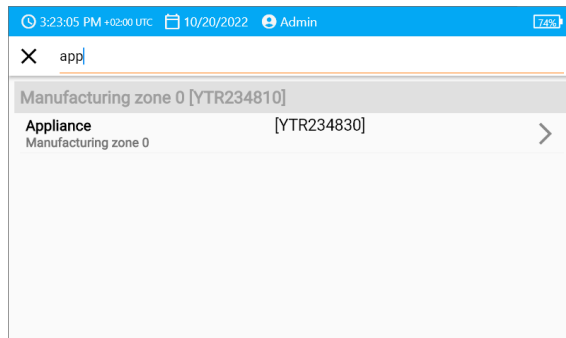 3:23:05 PM +02:00 UTC 10/20/2022 Admin 74%
app
Manufacturing zone 0 [YTR234810]
Appliance [YTR234830]
Manufacturing zone 0